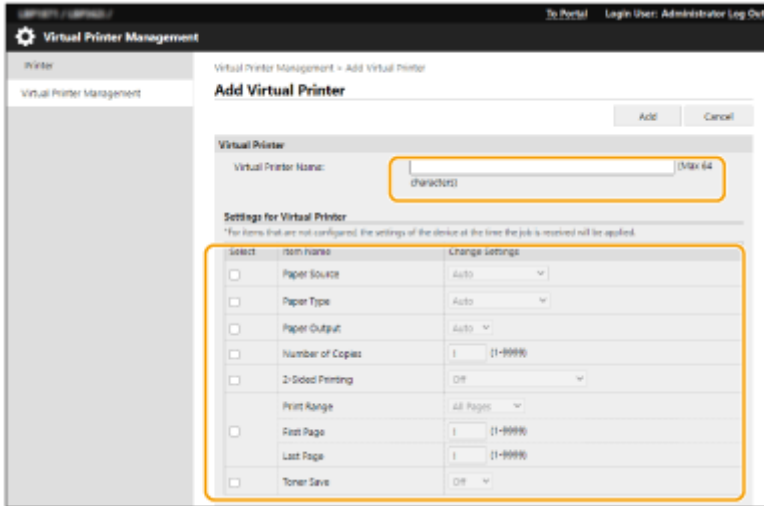 To Portal Login User: Administrator Log Out
Virtual Printer Management
Printer
Virtual Printer Management
Virtual Printer Management > Add Virtual Printer
Add Virtual Printer
Add Cancel
Virtual Printer
Virtual Printer Name: (Max 64
characters)
Settings for Virtual Printer
*For items that are not configured, the settings of the device at the time the job is received will be applied.
Select Item Name Change Settings
Paper Source Auto
Paper Type Auto
Paper Output Auto
Number of Copies 1 (1-9999)
2-Sided Printing Off
Print Range All Pages
First Page 1 (1-9999)
Last Page 1 (1-9999)
Toner Save Off